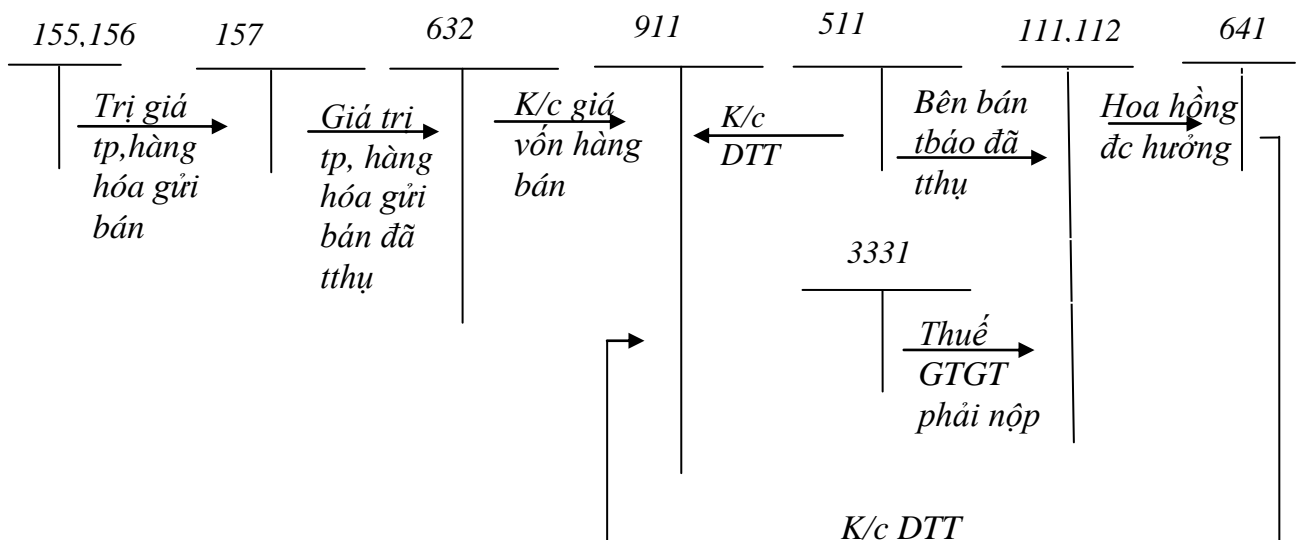 155,156 157 632 911 511 111,112 641
Trị giá
tp,hàng
hóa gửi
bán
Giá tri
tp, hàng
hóa gửi
bán đã
tthụ
K/c giá
vốn hàng
bán
K/c
DTT
Bên bán
tbáo đã
tthụ
Hoa hồng
đc hưởng
3331
Thuế
GTGT
phải nộp
K/c DTT